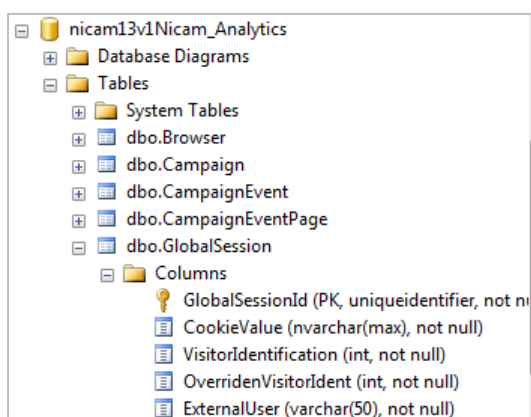 nicam13v1Nicam_Analytics
Database Diagrams
Tables
System Tables
dbo.Browser
dbo.Campaign
dbo.CampaignEvent
dbo.CampaignEventPage
dbo.GlobalSession
Columns
GlobalSessionId (PK, uniqueidentifier, not
CookieValue (nvarchar(max), not null)
VisitorIdentification (int, not null)
OverridenVisitorIdent (int, not null)
ExternalUser (varchar(50), not null)